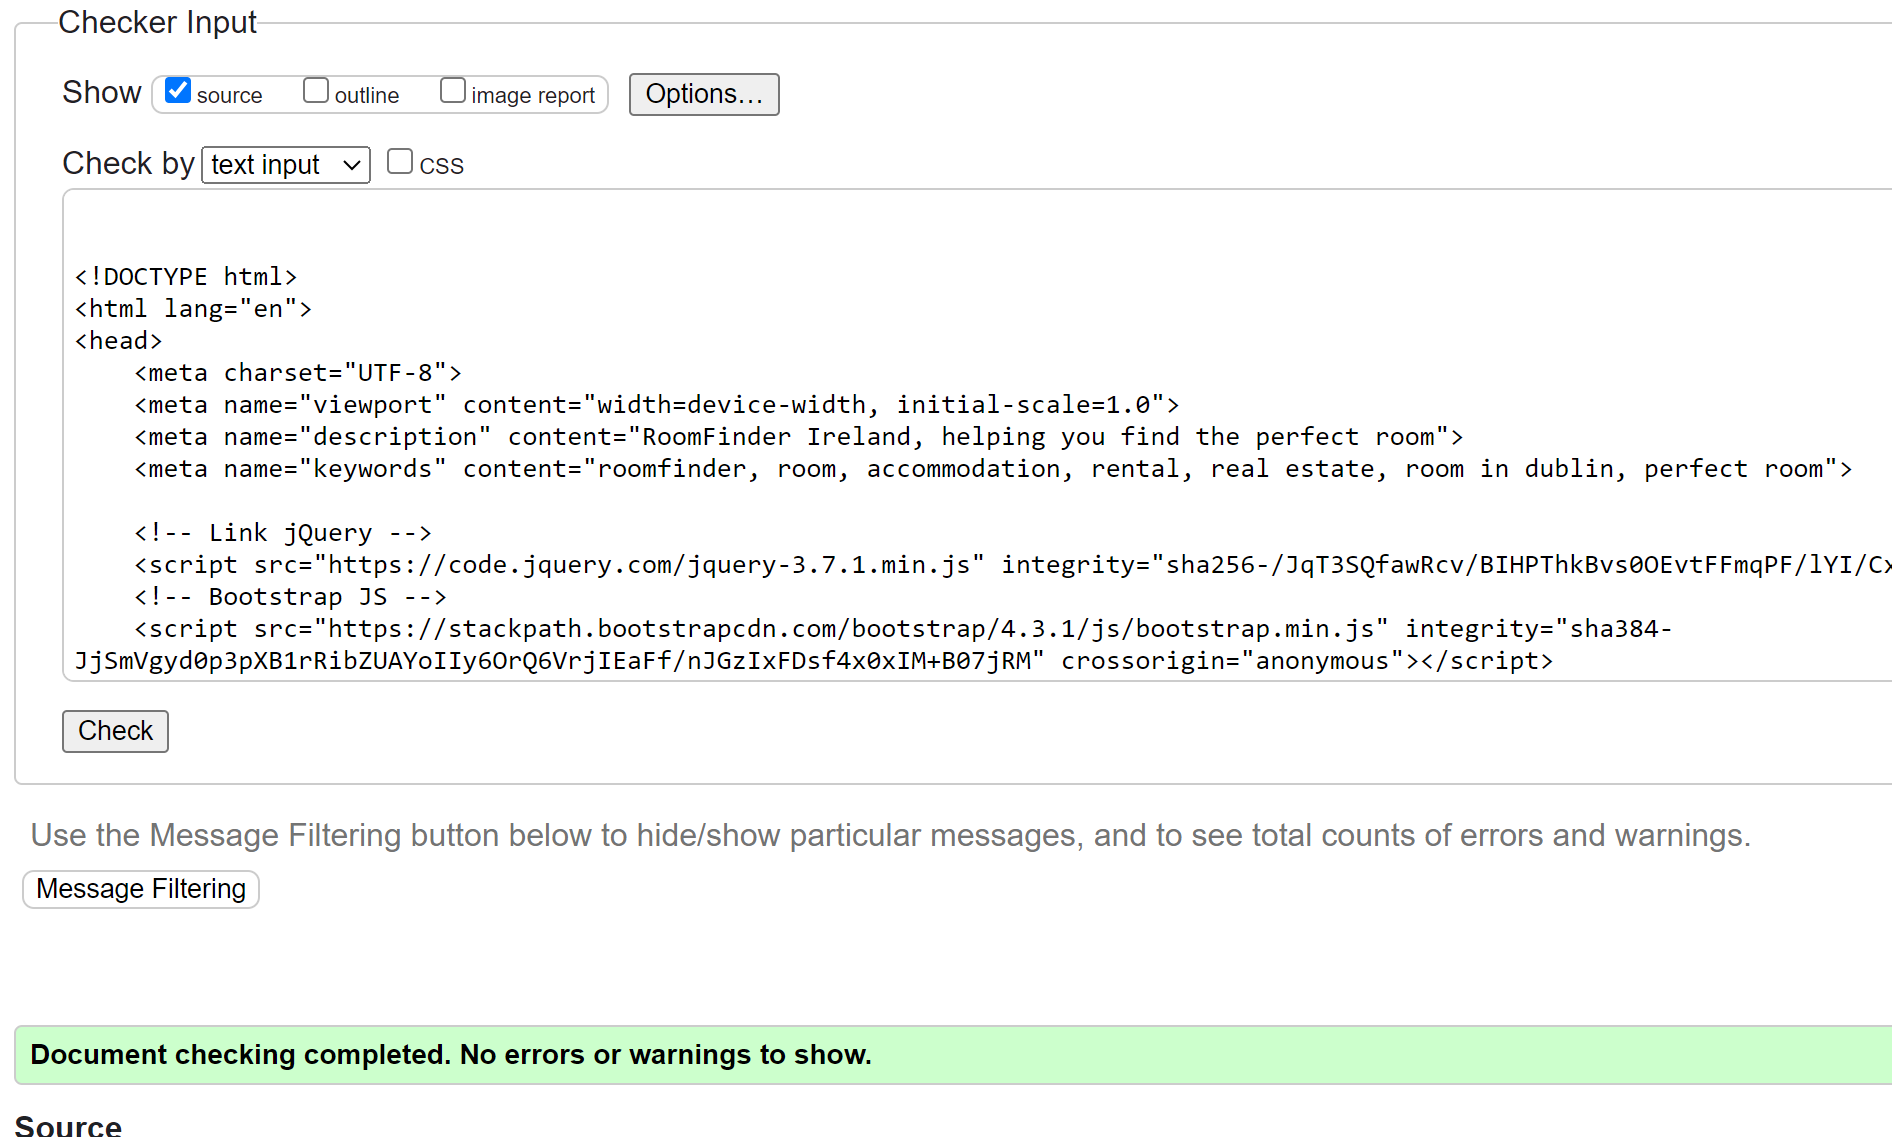 Checker Input
Show source outline image report Options...
Check by text input CSS
<!DOCTYPE html>
<html lang="en">
<head>
    <meta charset="UTF-8">
    <meta name="viewport" content="width=device-width, initial-scale=1.0">
    <meta name="description" content="RoomFinder Ireland, helping you find the perfect room">
    <meta name="keywords" content="roomfinder, room, accommodation, rental, real estate, room in dublin, perfect room">
    <!-- Link jQuery -->
    <script src="https://code.jquery.com/jquery-3.7.1.min.js" integrity="sha256-/JqT3SQfawRcv/BIHPThkBvs0OEvtFFmqPF/lYI/Cx
    <!-- Bootstrap JS -->
    <script src="https://stackpath.bootstrapcdn.com/bootstrap/4.3.1/js/bootstrap.min.js" integrity="sha384-
JjSmVgyd0p3pXB1rRibZUAYoIIy6OrQ6VrjIEaFf/nJGzIxFDsf4x0xIM+B07jRM" crossorigin="anonymous"></script>
Check
Use the Message Filtering button below to hide/show particular messages, and to see total counts of errors and warnings.
Message Filtering
Document checking completed. No errors or warnings to show.
Source